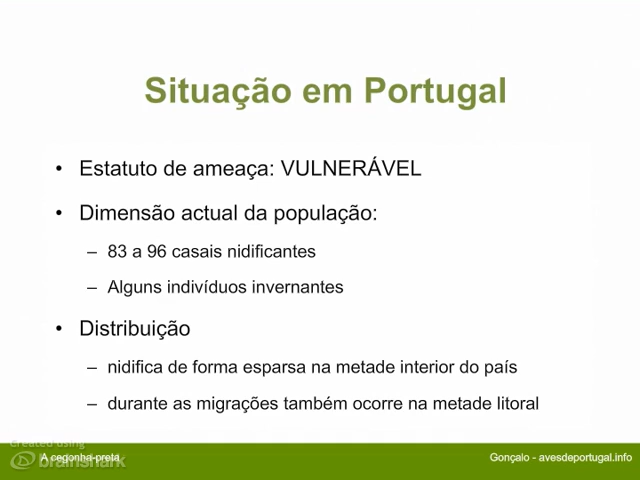 Situação em Portugal
• Estatuto de ameaça: VULNERÁVEL
• Dimensão actual da população:
– 83 a 96 casais nidificantes
– Alguns indivíduos invernantes
• Distribuição
– nidifica de forma esparsa na metade interior do país
– durante as migrações também ocorre na metade litoral
Created using
brainshark
A cegonha-preta
Gonçalo - avesdeportugal.info